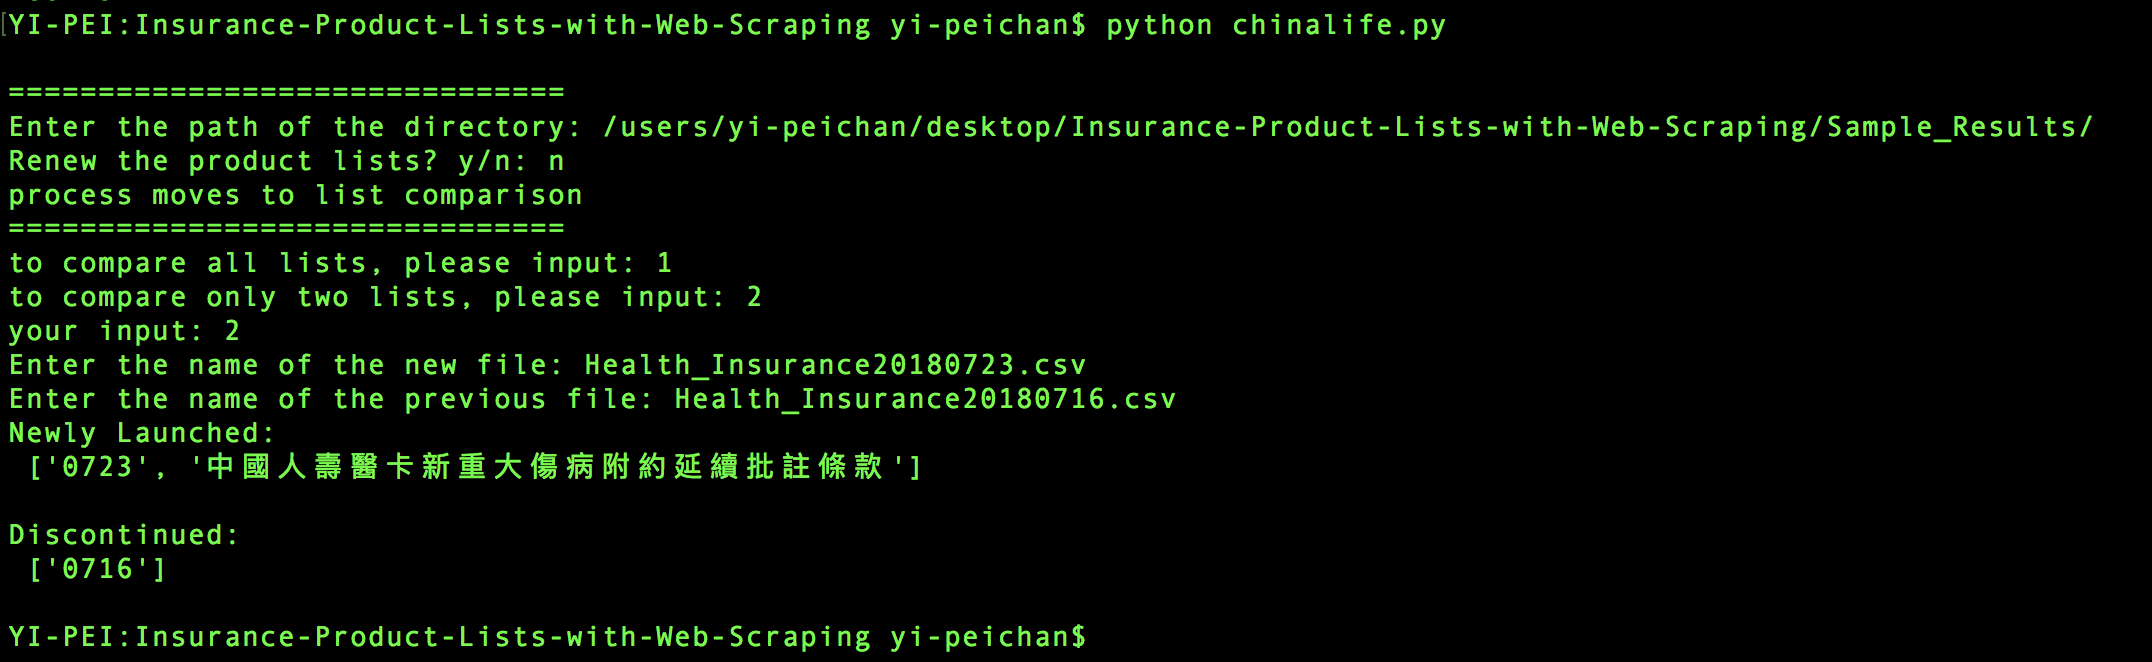 YI-PEI:Insurance-Product-Lists-with-Web-Scraping yi-peichan$ python chinalife.py
===============================
Enter the path of the directory: /users/yi-peichan/desktop/Insurance-Product-Lists-with-Web-Scraping/Sample_Results/
Renew the product lists? y/n: n
process moves to list comparison
===============================
to compare all lists, please input: 1
to compare only two lists, please input: 2
your input: 2
Enter the name of the new file: Health_Insurance20180723.csv
Enter the name of the previous file: Health_Insurance20180716.csv
Newly Launched:
['0723', '中國人壽醫卡新重大傷病附約延續批註條款']
Discontinued:
['0716']
YI-PEI:Insurance-Product-Lists-with-Web-Scraping yi-peichan$